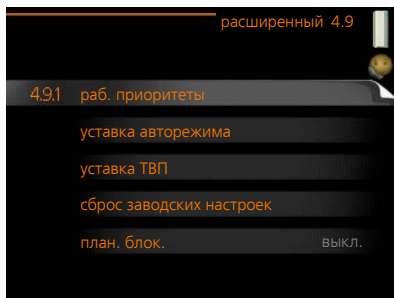 расширенный 4.9
4.9.1 раб. приоритеты
уставка авторежима
уставка ТВП
сброс заводских настроек
план. блок. выкл.